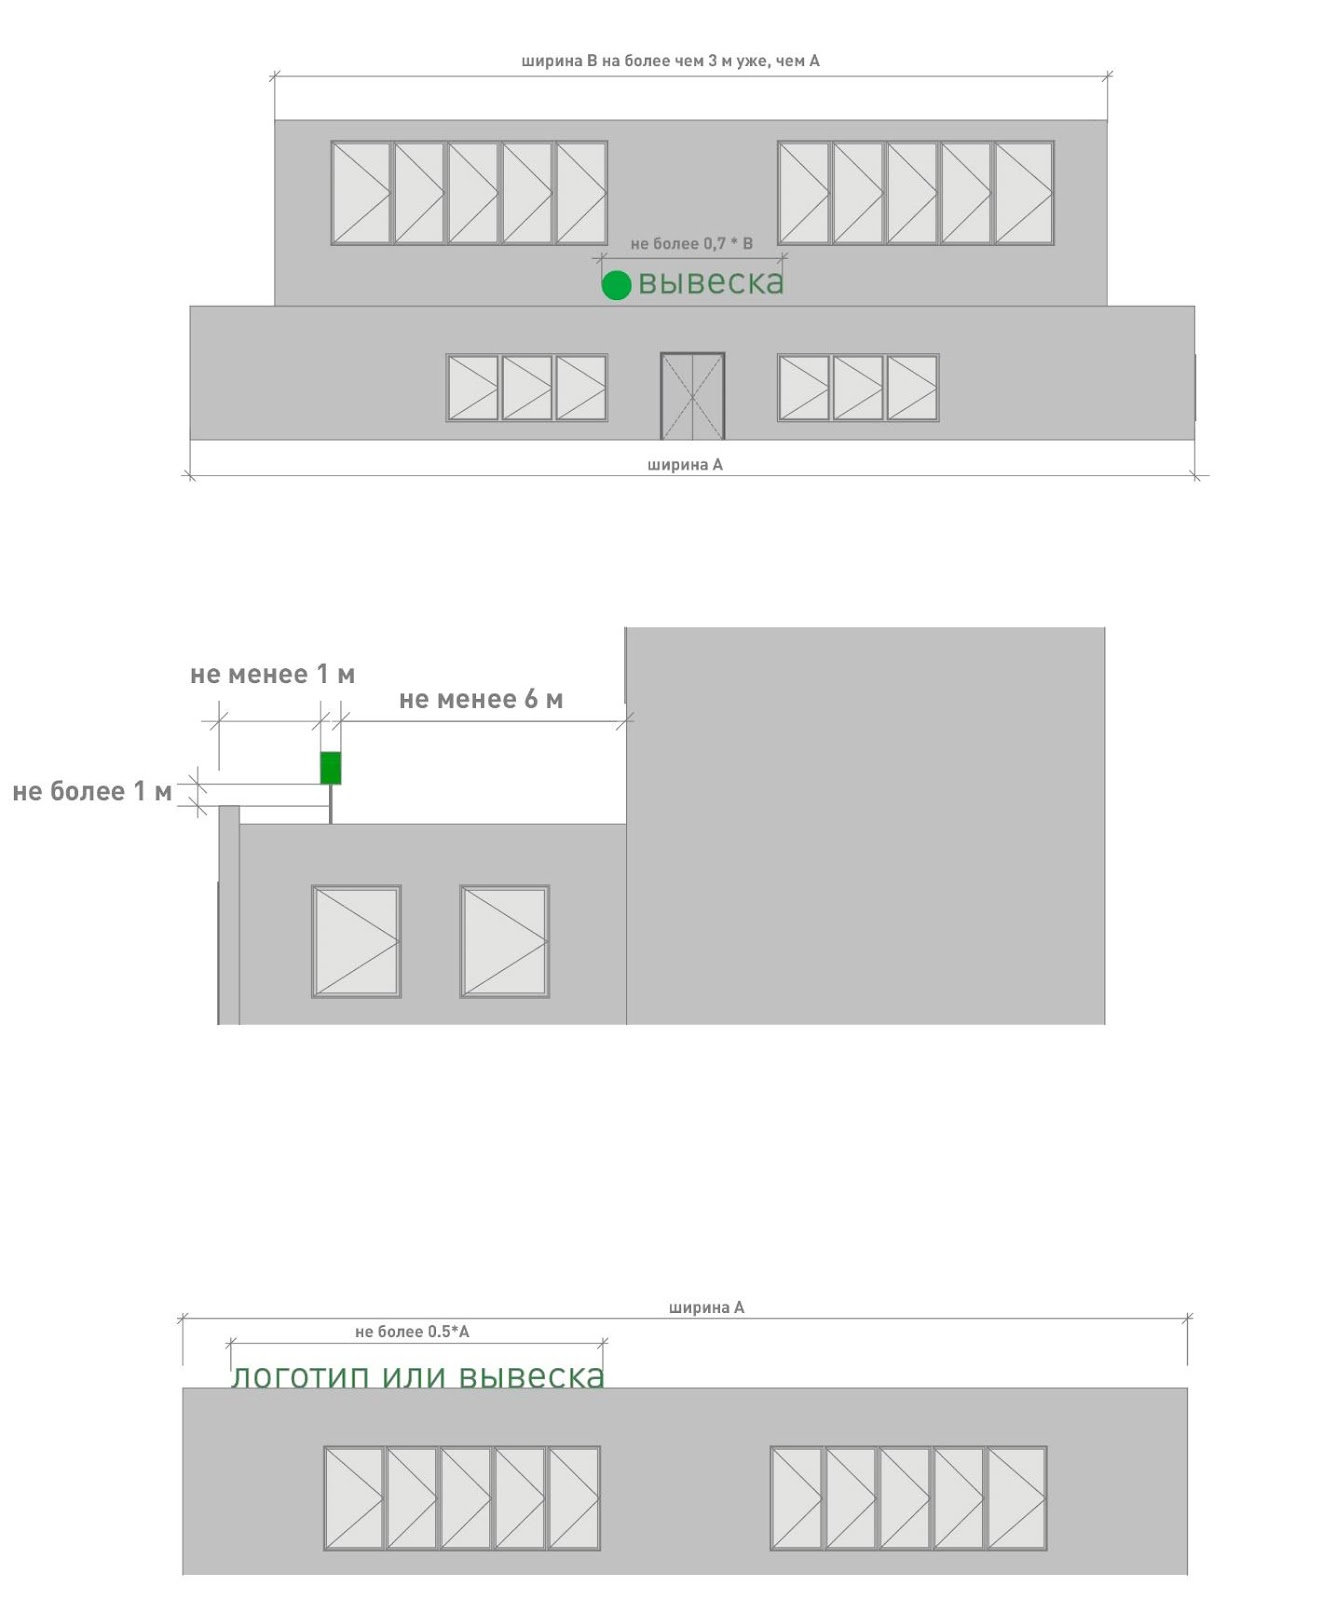 ширина В на более чем 3 м уже, чем А
не более 0,7 * В
вывеска
ширина А
не менее 1 м
не менее 6 м
не более 1 м
ширина А
не более 0.5*А
логотип или вывеска